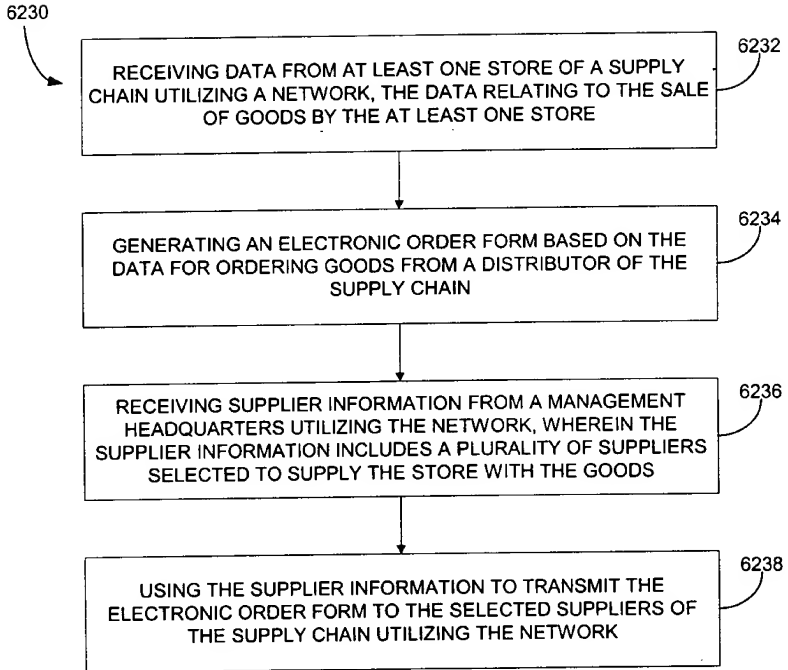 6230
6232
RECEIVING DATA FROM AT LEAST ONE STORE OF A SUPPLY
CHAIN UTILIZING A NETWORK, THE DATA RELATING TO THE SALE
OF GOODS BY THE AT LEAST ONE STORE
6234
GENERATING AN ELECTRONIC ORDER FORM BASED ON THE
DATA FOR ORDERING GOODS FROM A DISTRIBUTOR OF THE
SUPPLY CHAIN
6236
RECEIVING SUPPLIER INFORMATION FROM A MANAGEMENT
HEADQUARTERS UTILIZING THE NETWORK, WHEREIN THE
SUPPLIER INFORMATION INCLUDES A PLURALITY OF SUPPLIERS
SELECTED TO SUPPLY THE STORE WITH THE GOODS
6238
USING THE SUPPLIER INFORMATION TO TRANSMIT THE
ELECTRONIC ORDER FORM TO THE SELECTED SUPPLIERS OF
THE SUPPLY CHAIN UTILIZING THE NETWORK